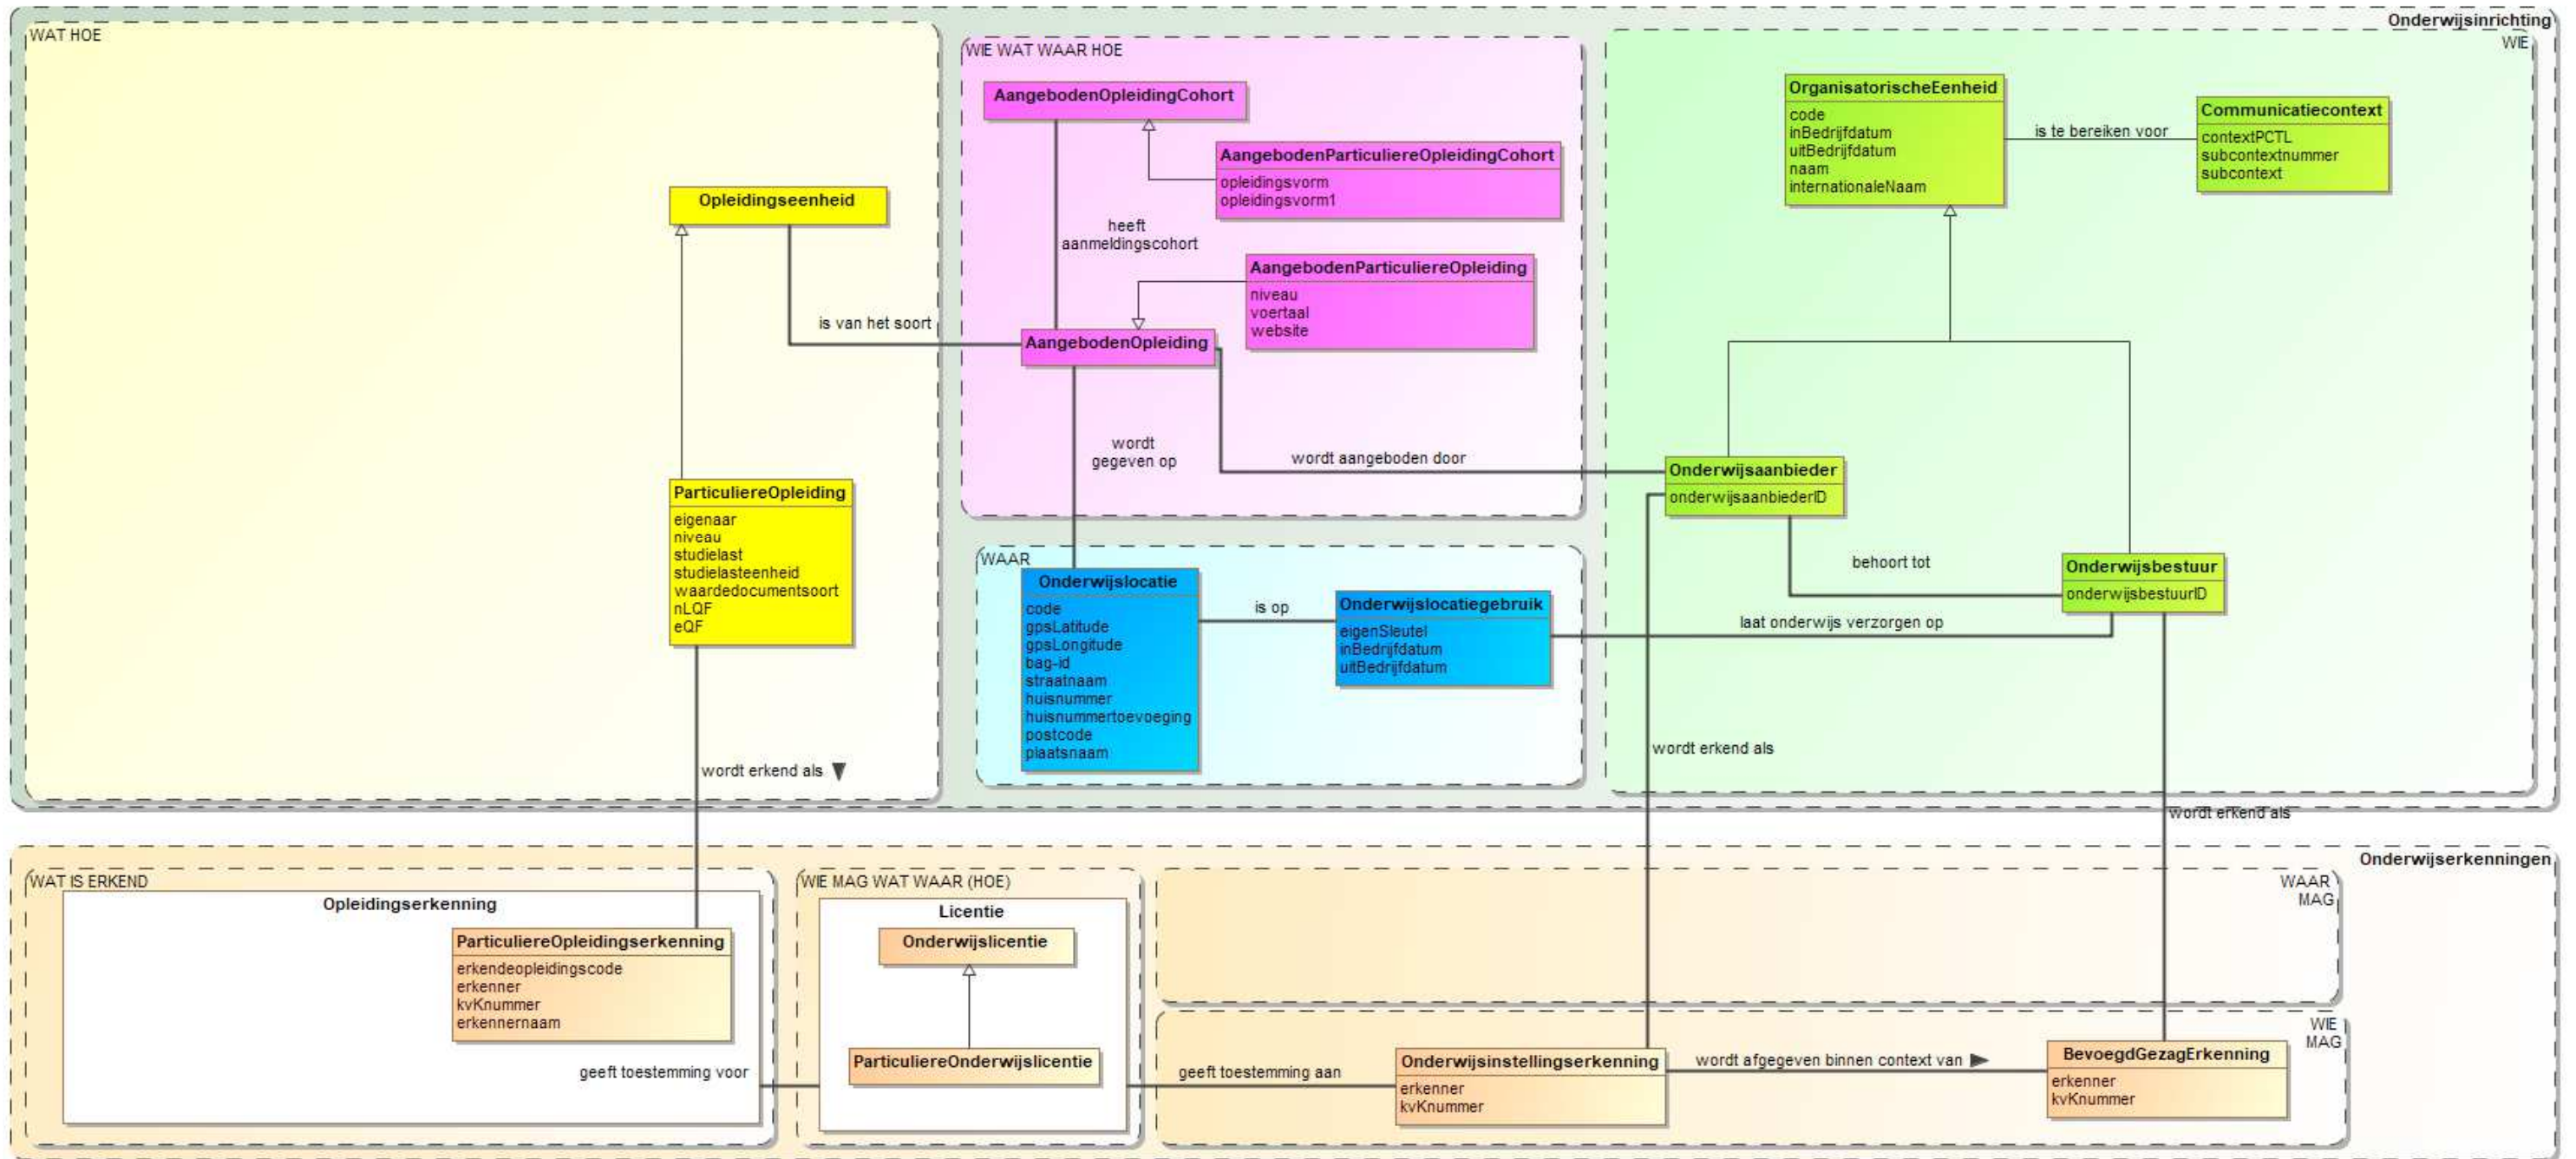 Onderwijsinrichting
WAT HOE
Opleidingseenheid
is van het soort
ParticuliereOpleiding
eigenaar
niveau
studielast
studielasteenheid
waardedocumentsoort
nLQF
eQF
wordt erkend als
WIE WAT WAAR HOE
AangebodenOpleidingCohort
AangebodenParticuliereOpleidingCohort
opleidingsvorm
opleidingsvorm1
heeft
aanmeldingscohort
AangebodenParticuliereOpleiding
niveau
voertaal
website
AangebodenOpleiding
wordt
gegeven op
wordt aangeboden door
WAAR
Onderwijslocatie
code
gpsLatitude
gpsLongitude
bag-id
straatnaam
huisnummer
huisnummertoevoeging
postcode
plaatsnaam
is op
Onderwijslocatiegebruik
eigenSleutel
inBedrijfdatum
uitBedrijfdatum
WIE
OrganisatorischeEenheid
code
inBedrijfdatum
uitBedrijfdatum
naam
internationaleNaam
is te bereiken voor
Communicatiecontext
contextPCTL
subcontextnummer
subcontext
Onderwijsaanbieder
onderwijsaanbiederID
behoort tot
Onderwijsbestuur
onderwijsbestuurID
laat onderwijs verzorgen op
wordt erkend als
wordt erkend als
Onderwijserkenningen
WAT IS ERKEND
Opleidingserkenning
ParticuliereOpleidingserkenning
erkendeopleidingscode
erkenner
kvKnummer
erkennernaam
geeft toestemming voor
WIE MAG WAT WAAR (HOE)
Licentie
Onderwijslicentie
ParticuliereOnderwijslicentie
geeft toestemming aan
WAAR
MAG
WIE
MAG
Onderwijsinstellingserkenning
erkenner
kvKnummer
wordt afgegeven binnen context van
BevoegdGezagErkenning
erkenner
kvKnummer